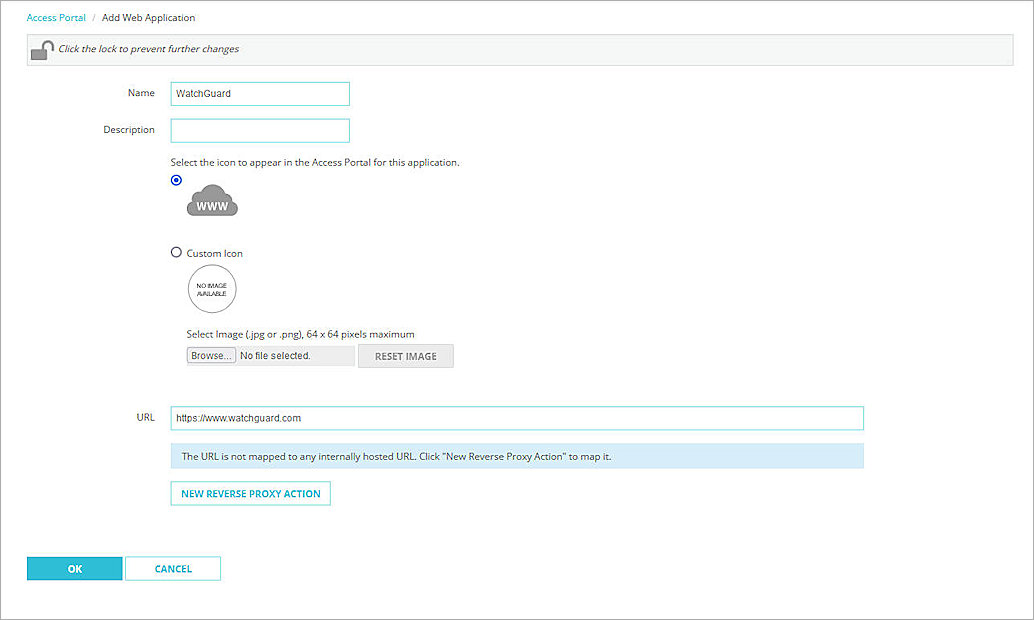 Access Portal / Add Web Application
Click the lock to prevent further changes
Name WatchGuard
Description
Select the icon to appear in the Access Portal for this application.
WWW
Custom Icon
NO IMAGE
AVAILABLE
Select Image (.jpg or .png), 64 x 64 pixels maximum
Browse... No file selected. RESET IMAGE
URL https://www.watchguard.com
The URL is not mapped to any internally hosted URL. Click "New Reverse Proxy Action" to map it.
NEW REVERSE PROXY ACTION
OK CANCEL